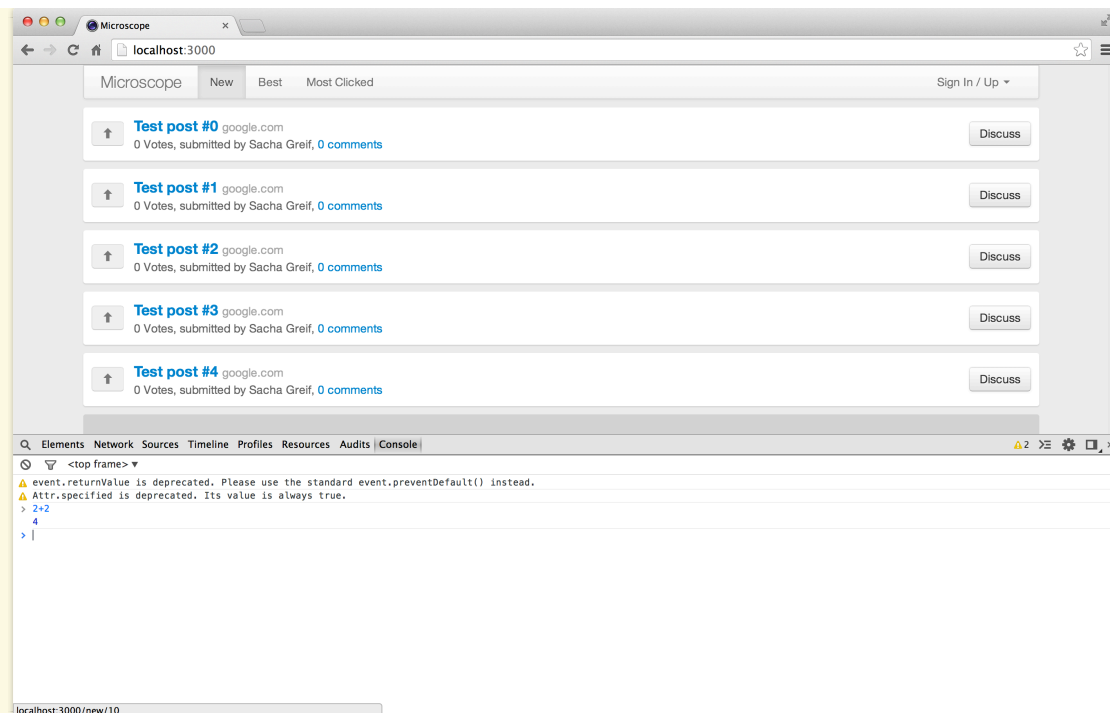 Microscope
localhost:3000
Microscope New Best Most Clicked Sign In / Up
Test post #0 google.com
0 Votes, submitted by Sacha Greif, 0 comments
Discuss
Test post #1 google.com
0 Votes, submitted by Sacha Greif, 0 comments
Discuss
Test post #2 google.com
0 Votes, submitted by Sacha Greif, 0 comments
Discuss
Test post #3 google.com
0 Votes, submitted by Sacha Greif, 0 comments
Discuss
Test post #4 google.com
0 Votes, submitted by Sacha Greif, 0 comments
Discuss
Elements Network Sources Timeline Profiles Resources Audits Console 2
<top frame>
event.returnValue is deprecated. Please use the standard event.preventDefault() instead.
Attr.specified is deprecated. Its value is always true.
> 2+2
4
>
localhost:3000/new/10